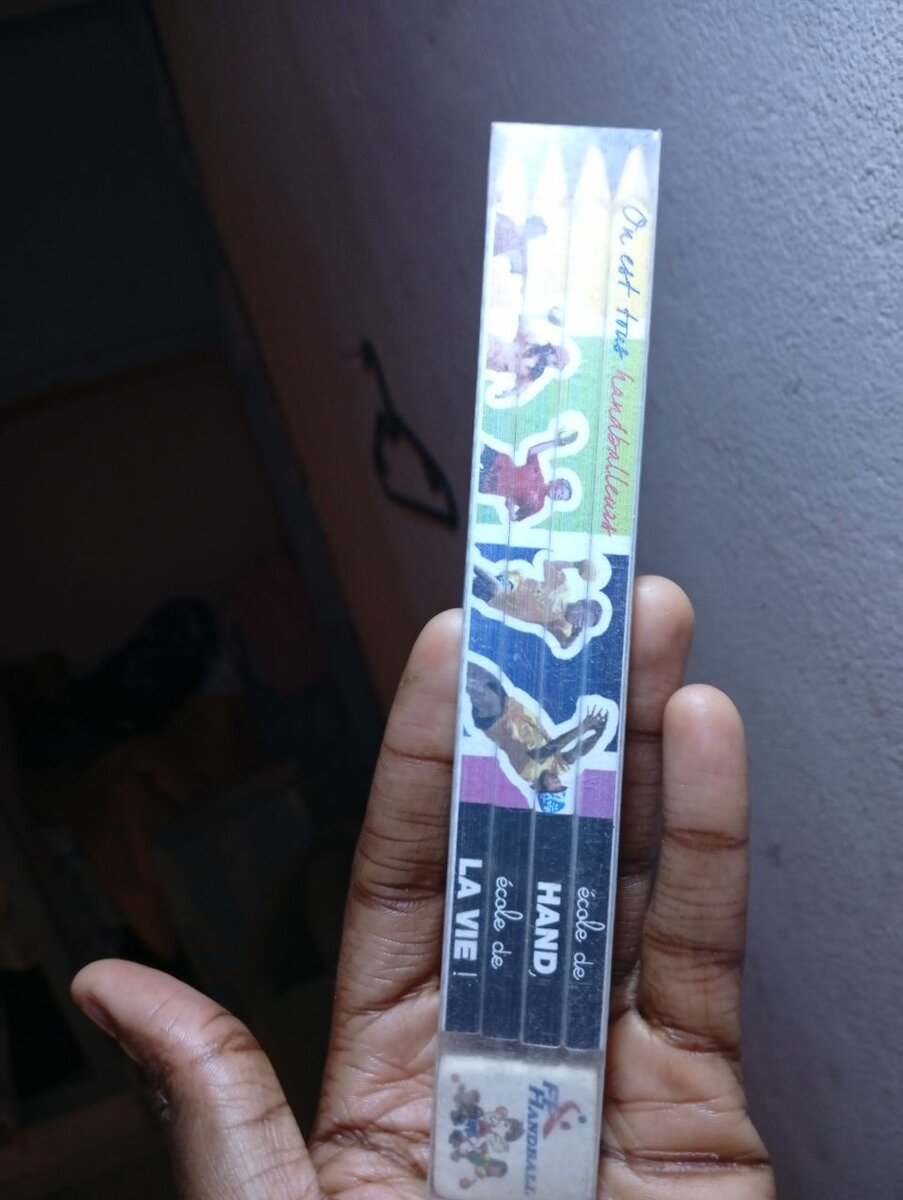 On est tous handballeurs
école de
HAND,
école de
LA VIE !
FF
HANDBALL